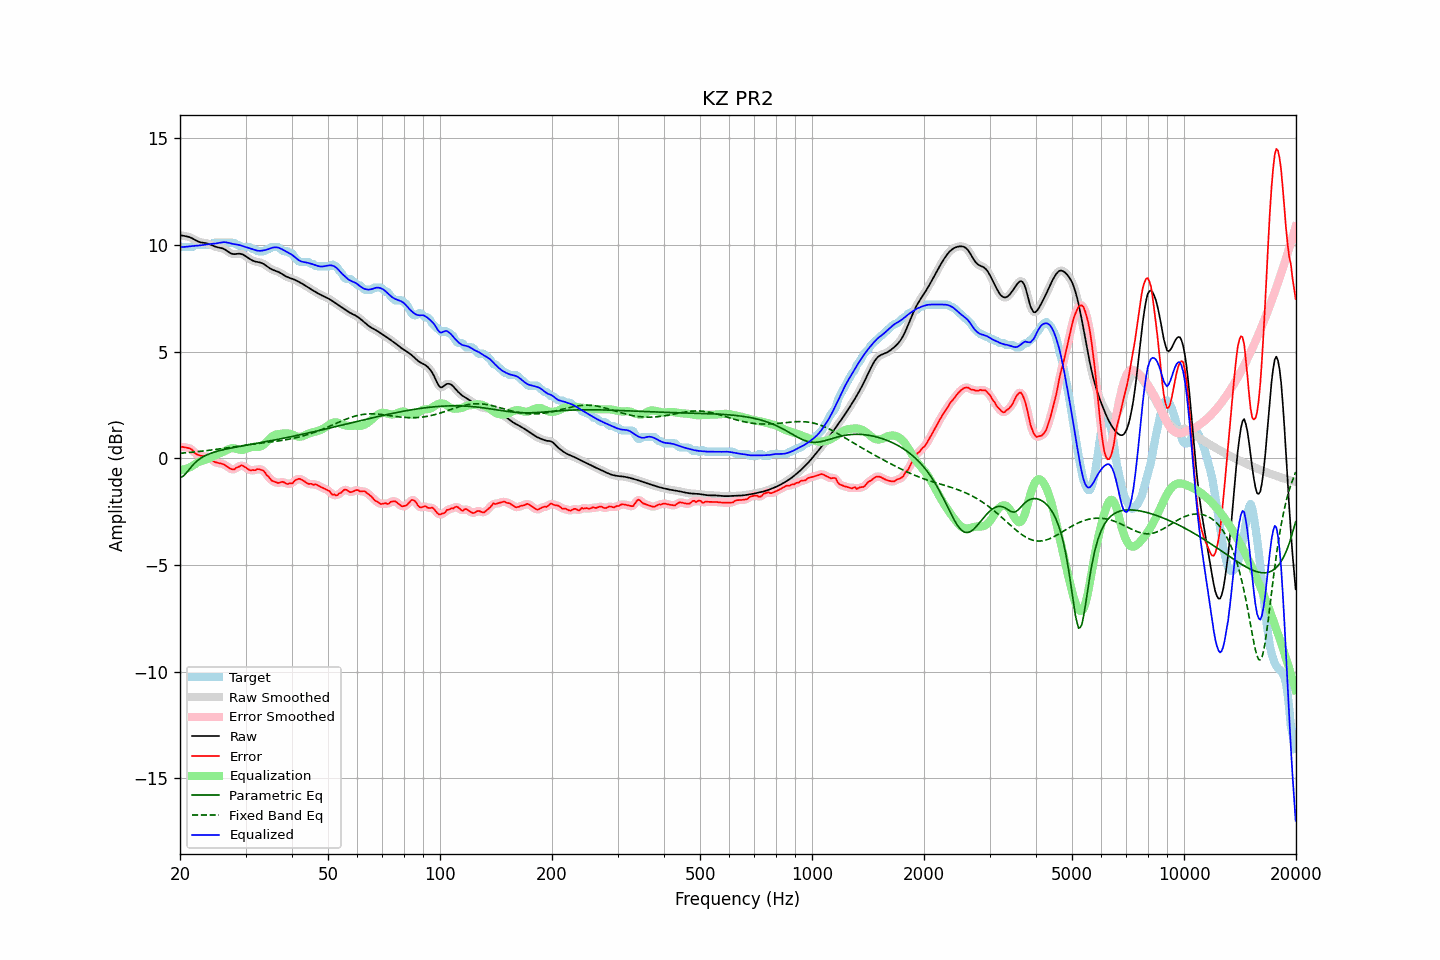 KZ PR2
Amplitude (dBr)
15
10
5
0
−5
−10
−15
Target
Raw Smoothed
Error Smoothed
Raw
Error
Equalization
Parametric Eq
Fixed Band Eq
Equalized
20 50 100 200 500 1000 2000 5000 10000 20000
Frequency (Hz)